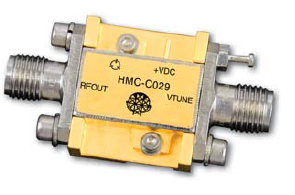 +VDC
HMC-C029
RFOUT
VTUNE